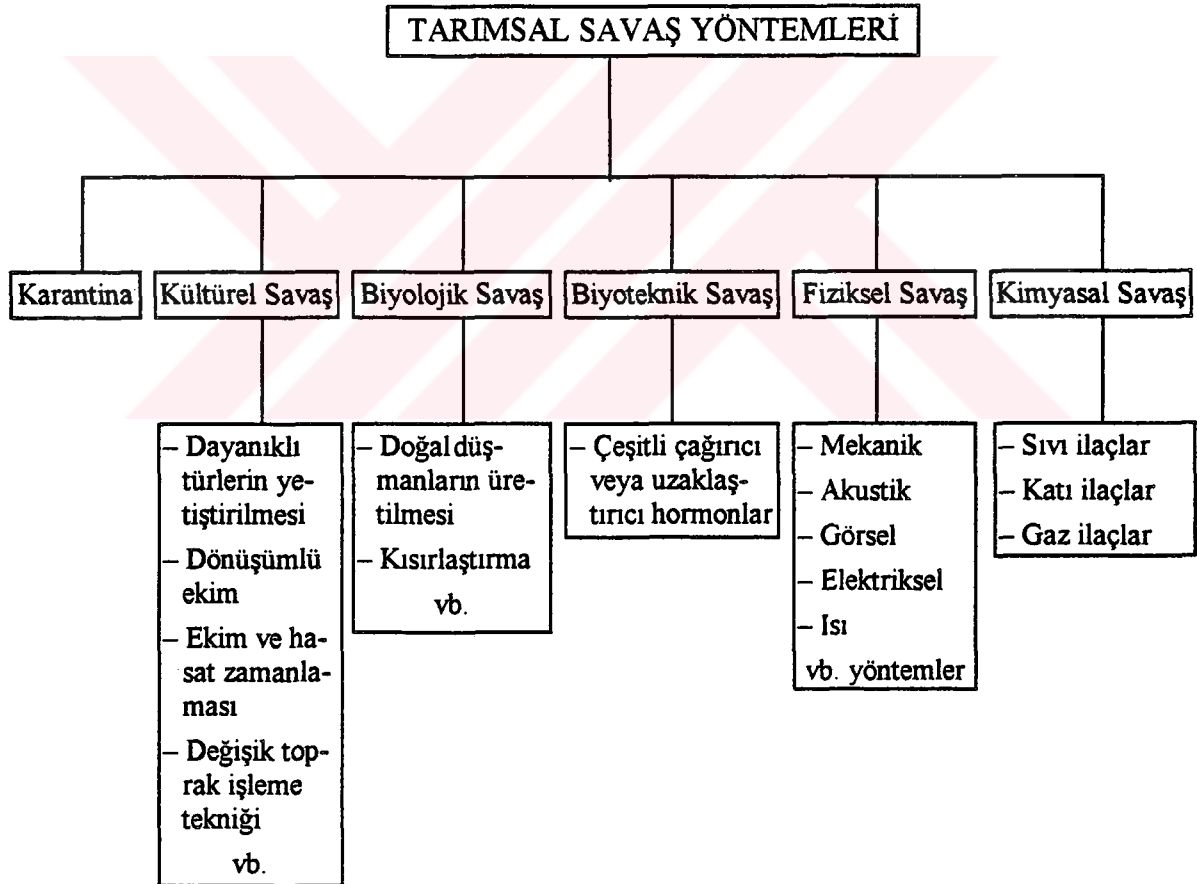 TARIMSAL SAVAŞ YÖNTEMLERİ
Karantina
Kültürel Savaş
Biyolojik Savaş
Biyoteknik Savaş
Fiziksel Savaş
Kimyasal Savaş
– Dayanıklı
türlerin ye-
tiştirilmesi
– Dönüşümlü
ekim
– Ekim ve ha-
sat zamanla-
ması
– Değişik top-
rak işleme
tekniği
vb.
– Doğal düş-
manların üre-
tilmesi
– Kısırlaştırma
vb.
– Çeşitli çağırıcı
veya uzaklaş-
tırıcı hormonlar
– Mekanik
– Akustik
– Görsel
– Elektriksel
– Isı
vb. yöntemler
– Sıvı ilaçlar
– Katı ilaçlar
– Gaz ilaçlar